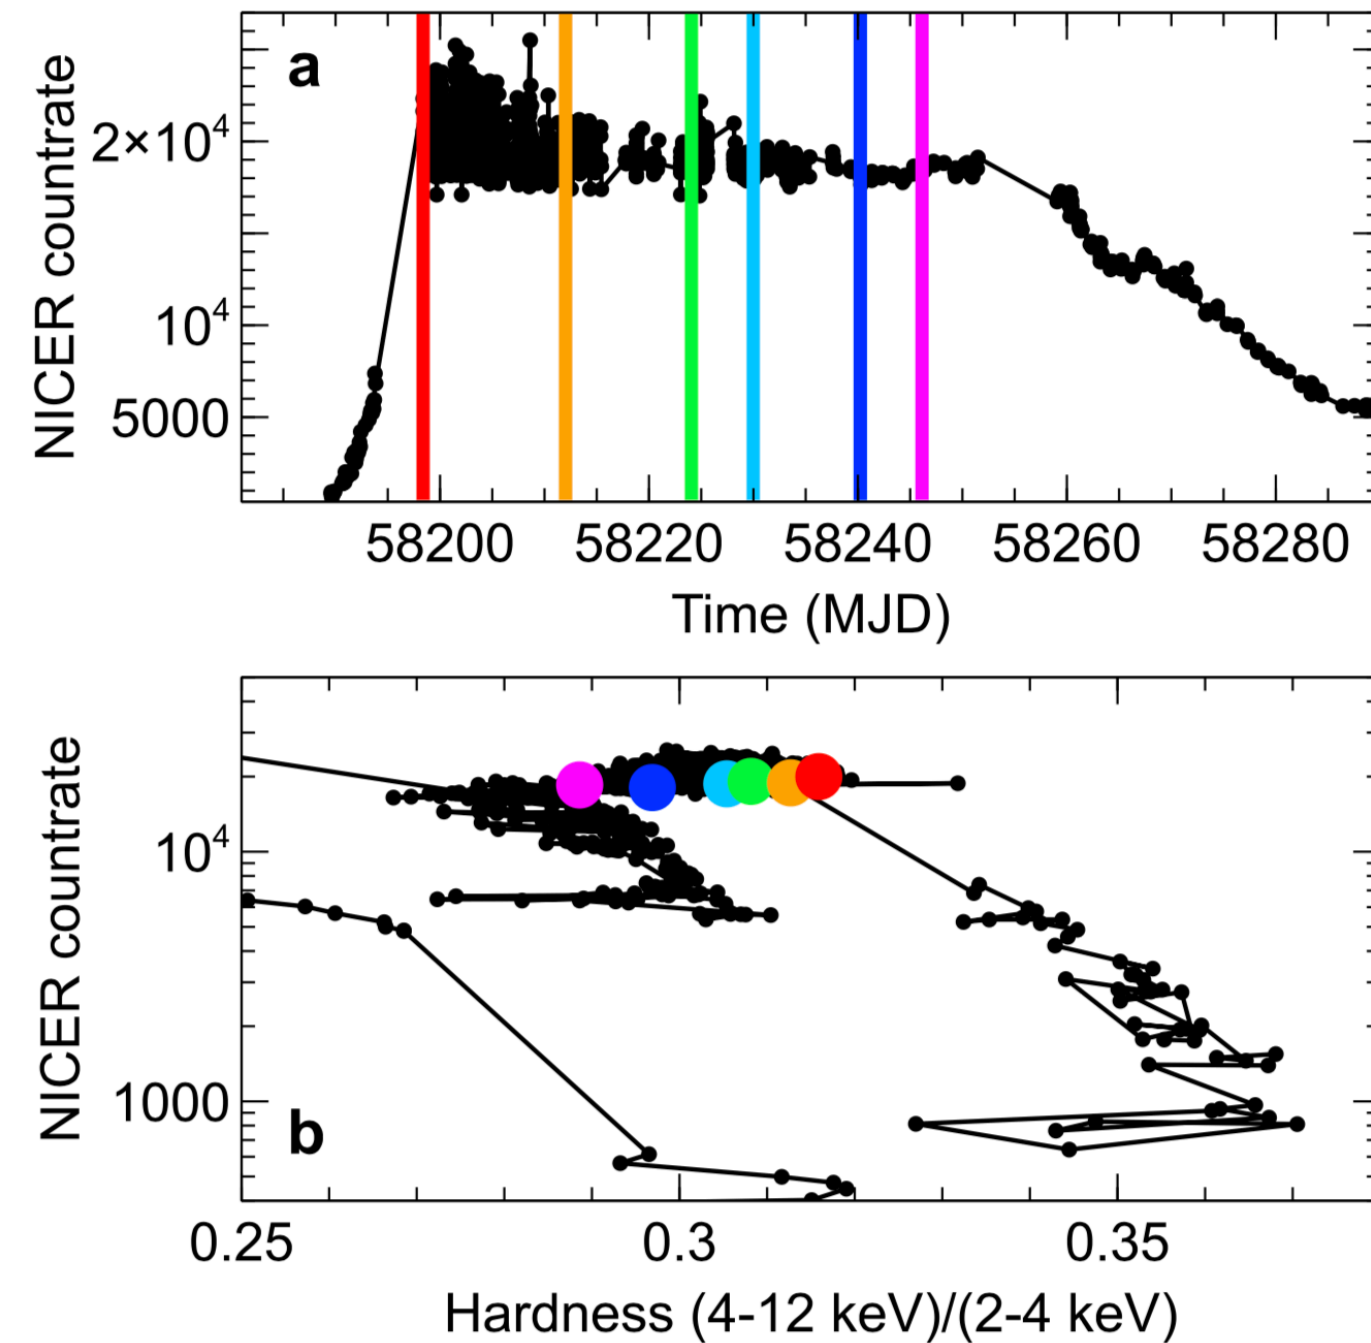 a
NICER countrate
2×10⁴
10⁴
5000
58200 58220 58240 58260 58280
Time (MJD)
NICER countrate
10⁴
1000
b
0.25 0.3 0.35
Hardness (4-12 keV)/(2-4 keV)